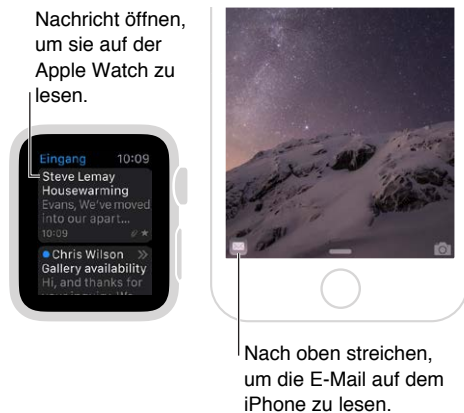 Nachricht öffnen,
um sie auf der
Apple Watch zu
lesen.
Eingang 10:09
Steve Lemay
Housewarming
Evans, We've moved
into our apart...
10:09
Chris Wilson
Gallery availability
Hi, and thanks for
Nach oben streichen,
um die E-Mail auf dem
iPhone zu lesen.